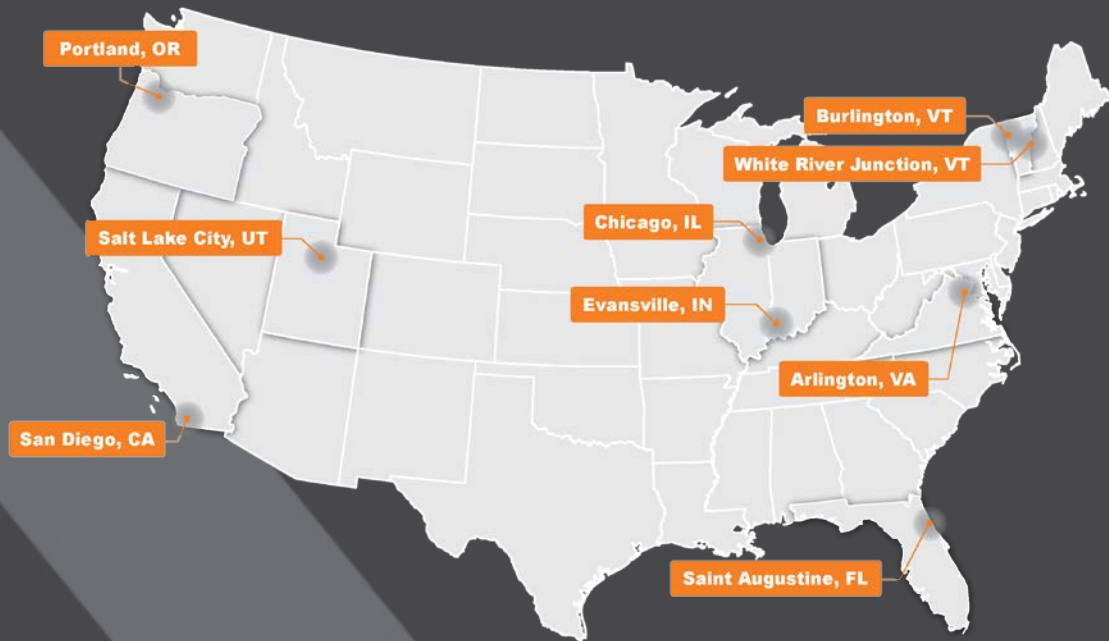 Portland, OR
Burlington, VT
White River Junction, VT
Chicago, IL
Salt Lake City, UT
Evansville, IN
Arlington, VA
San Diego, CA
Saint Augustine, FL